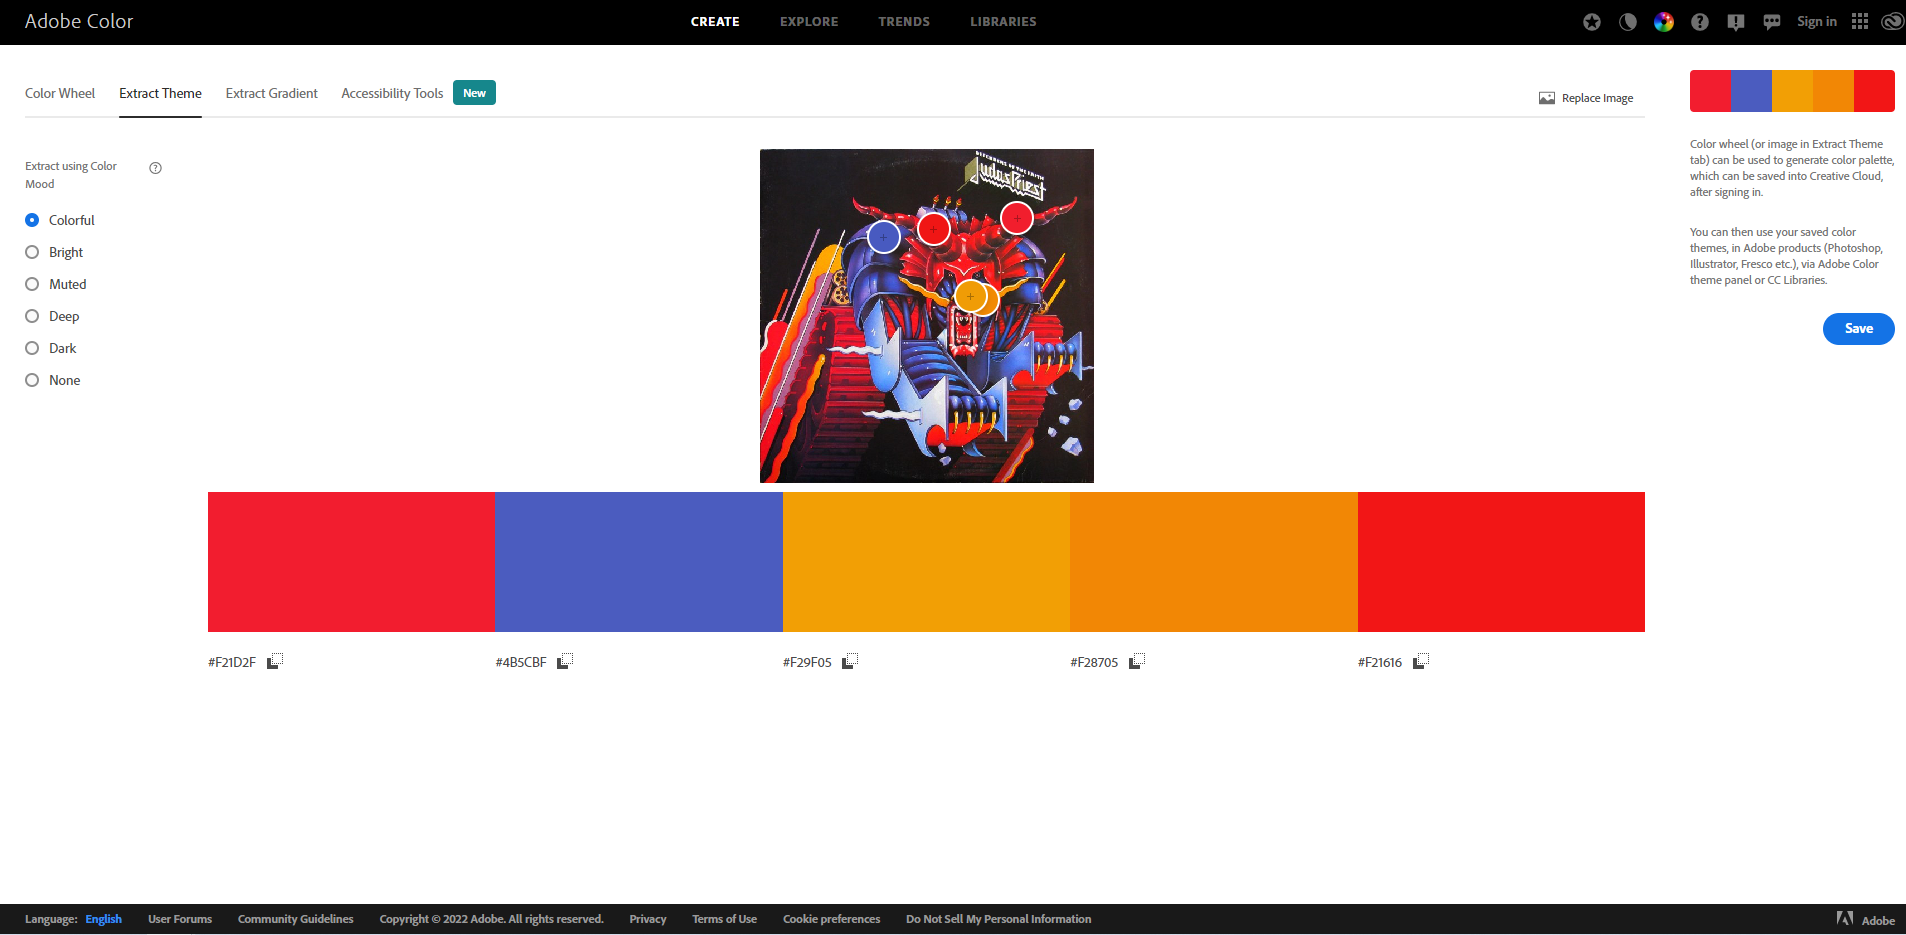 Adobe Color
CREATE
EXPLORE
TRENDS
LIBRARIES
Sign in
Color Wheel
Extract Theme
Extract Gradient
Accessibility Tools
New
Replace Image
Extract using Color
Mood
Colorful
Bright
Muted
Deep
Dark
None
DEFENDERS OF THE FAITH
Judas Priest
#F21D2F
#4B5CBF
#F29F05
#F28705
#F21616
Color wheel (or image in Extract Theme
tab) can be used to generate color palette,
which can be saved into Creative Cloud,
after signing in.
You can then use your saved color
themes, in Adobe products (Photoshop,
Illustrator, Fresco etc.), via Adobe Color
theme panel or CC Libraries.
Save
Language:
English
User Forums
Community Guidelines
Copyright © 2022 Adobe. All rights reserved.
Privacy
Terms of Use
Cookie preferences
Do Not Sell My Personal Information
Adobe